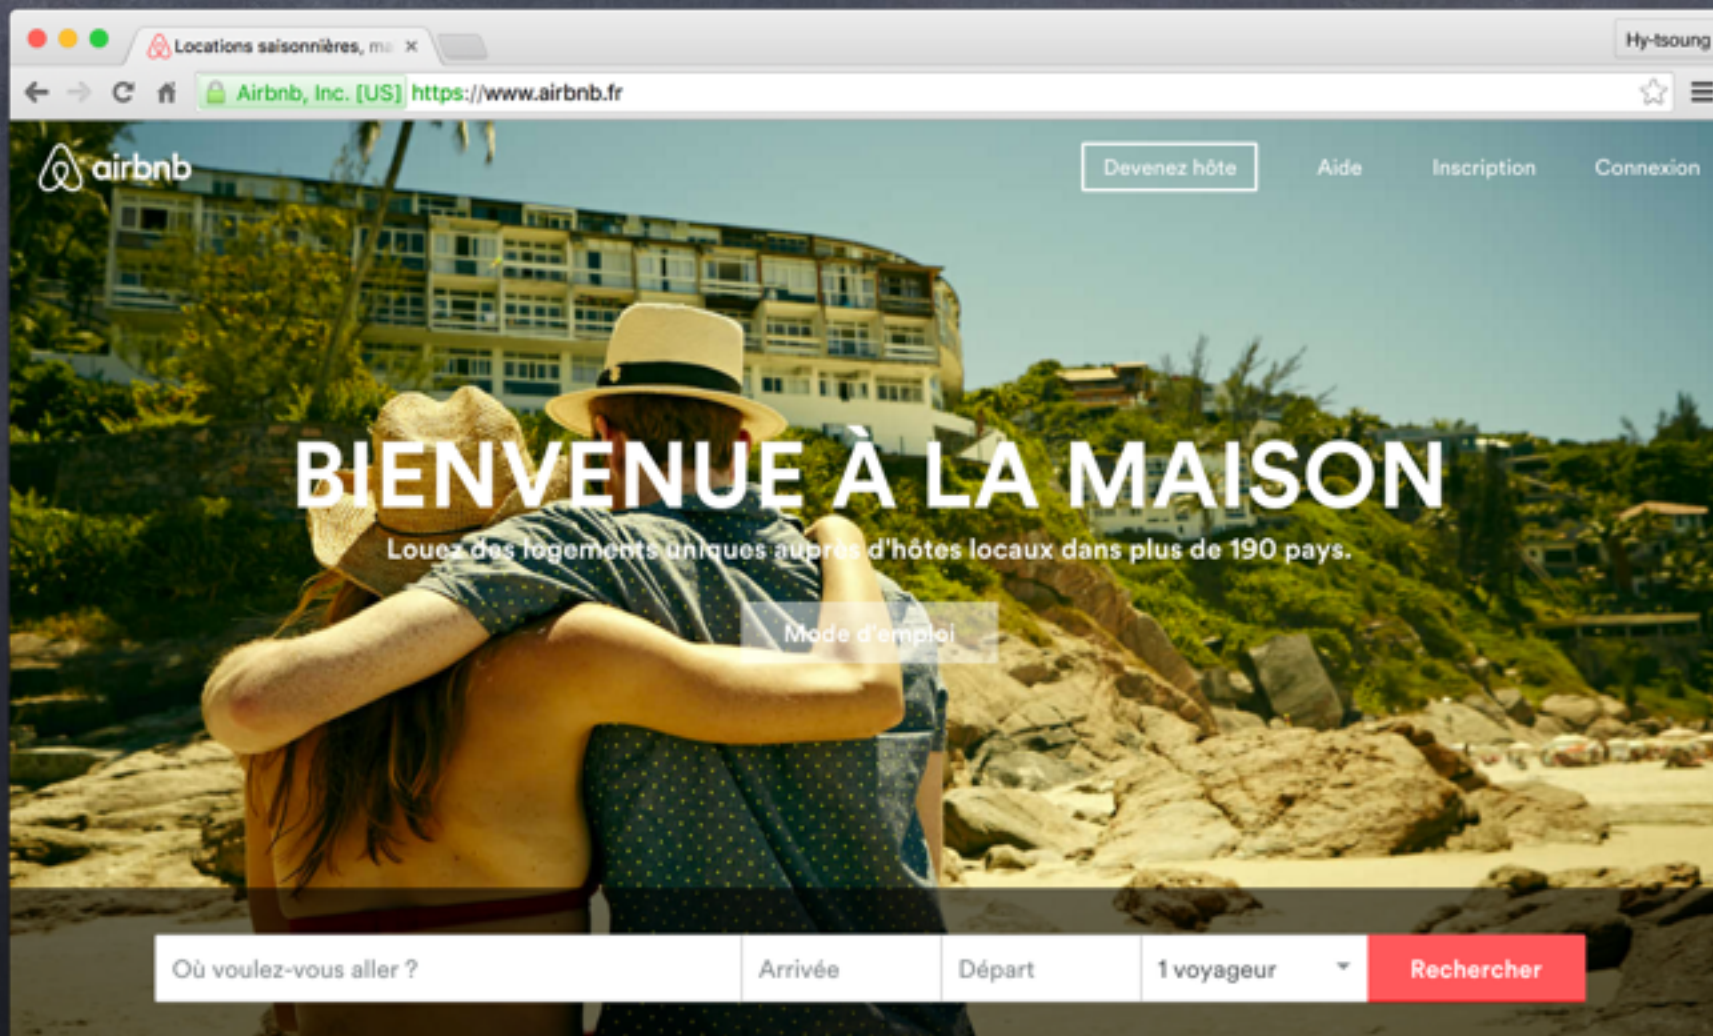 Locations saisonnières, ma
Hy-tsoung
Airbnb, Inc. [US] https://www.airbnb.fr
airbnb
Devenez hôte
Aide
Inscription
Connexion
BIENVENUE À LA MAISON
Louez des logements uniques auprès d'hôtes locaux dans plus de 190 pays.
Mode d'emploi
Où voulez-vous aller ?
Arrivée
Départ
1 voyageur
Rechercher